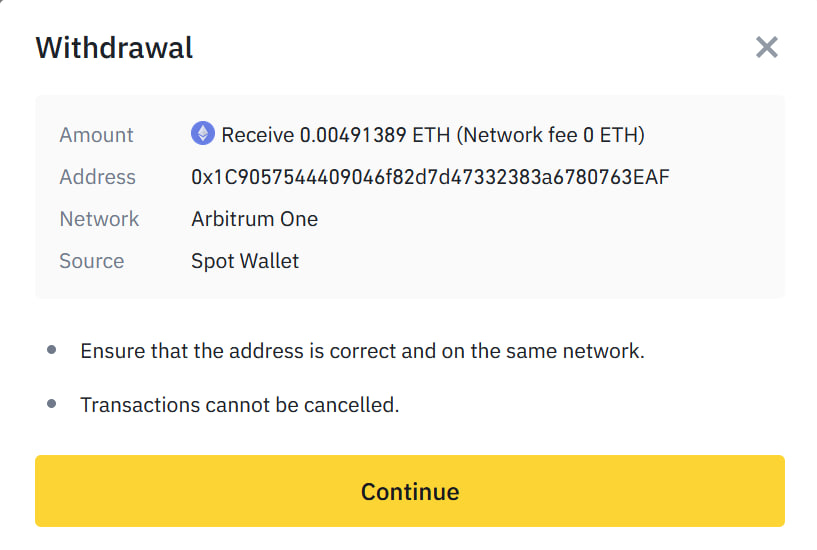 Withdrawal
Amount Receive 0.00491389 ETH (Network fee 0 ETH)
Address 0x1C9057544409046f82d7d47332383a6780763EAF
Network Arbitrum One
Source Spot Wallet
Ensure that the address is correct and on the same network.
Transactions cannot be cancelled.
Continue